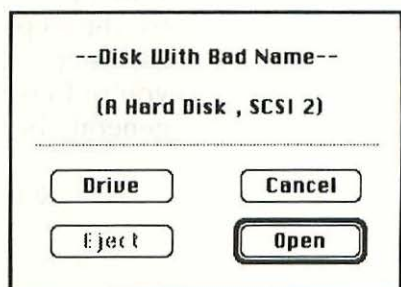 --Disk With Bad Name--
(A Hard Disk , SCSI 2)
Drive
Cancel
Eject
Open